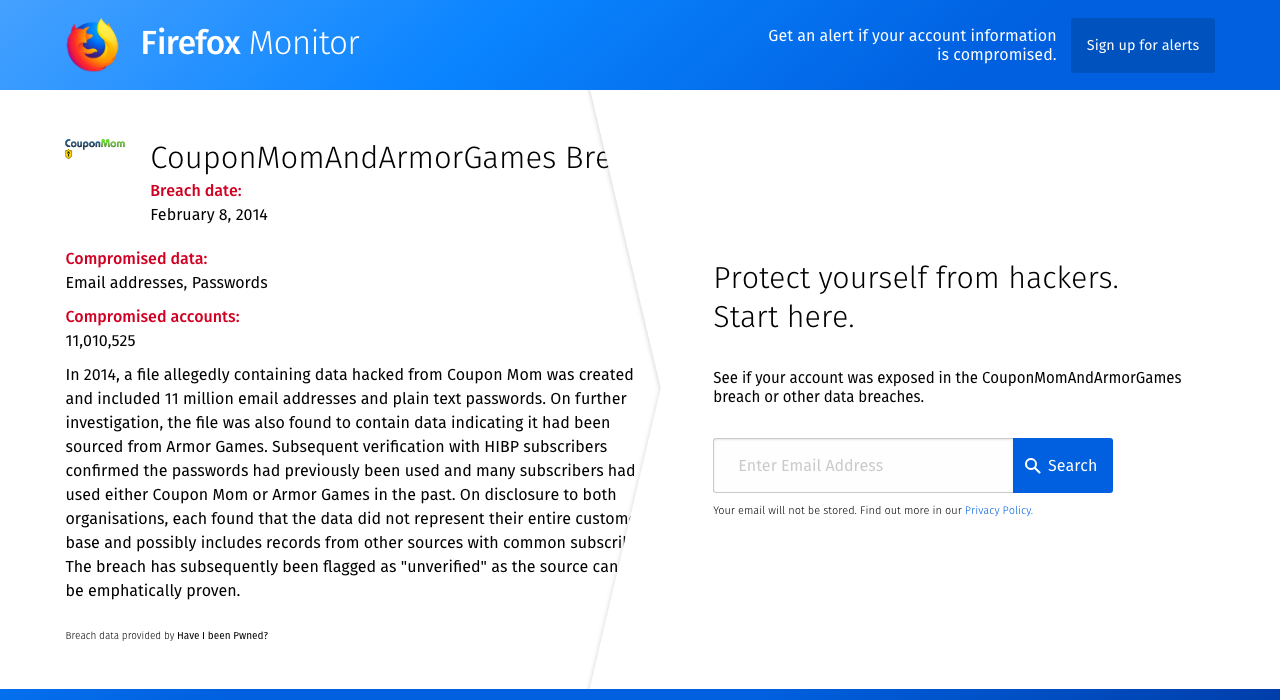 Firefox Monitor
Get an alert if your account information
is compromised.
Sign up for alerts
CouponMom
CouponMomAndArmorGames
Breach date:
February 8, 2014
Compromised data:
Email addresses, Passwords
Compromised accounts:
11,010,525
In 2014, a file allegedly containing data hacked from Coupon Mom was created
and included 11 million email addresses and plain text passwords. On further
investigation, the file was also found to contain data indicating it had been
sourced from Armor Games. Subsequent verification with HIBP subscribers
confirmed the passwords had previously been used and many subscribers had
used either Coupon Mom or Armor Games in the past. On disclosure to both
organisations, each found that the data did not represent their entire
base and possibly includes records from other sources with common
The breach has subsequently been flagged as "unverified" as the source can
be emphatically proven.
Breach data provided by Have I been Pwned?
Protect yourself from hackers.
Start here.
See if your account was exposed in the CouponMomAndArmorGames
breach or other data breaches.
Enter Email Address
Search
Your email will not be stored. Find out more in our Privacy Policy.